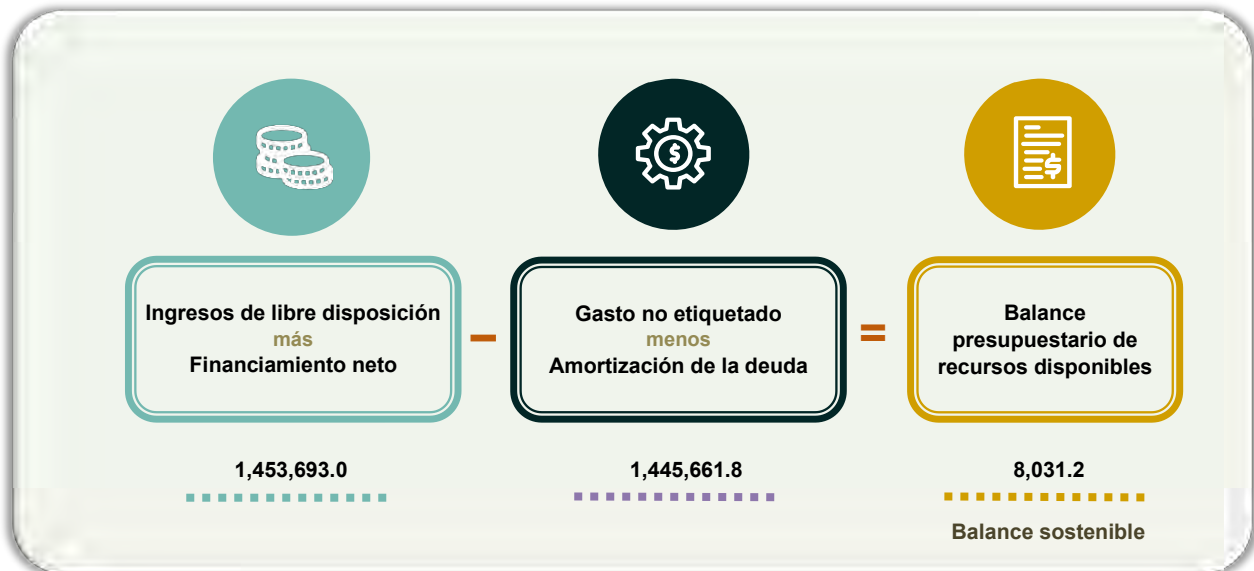 Ingresos de libre disposición
más
Financiamiento neto
–
Gasto no etiquetado
menos
Amortización de la deuda
=
Balance
presupuestario de
recursos disponibles
1,453,693.0
1,445,661.8
8,031.2
Balance sostenible